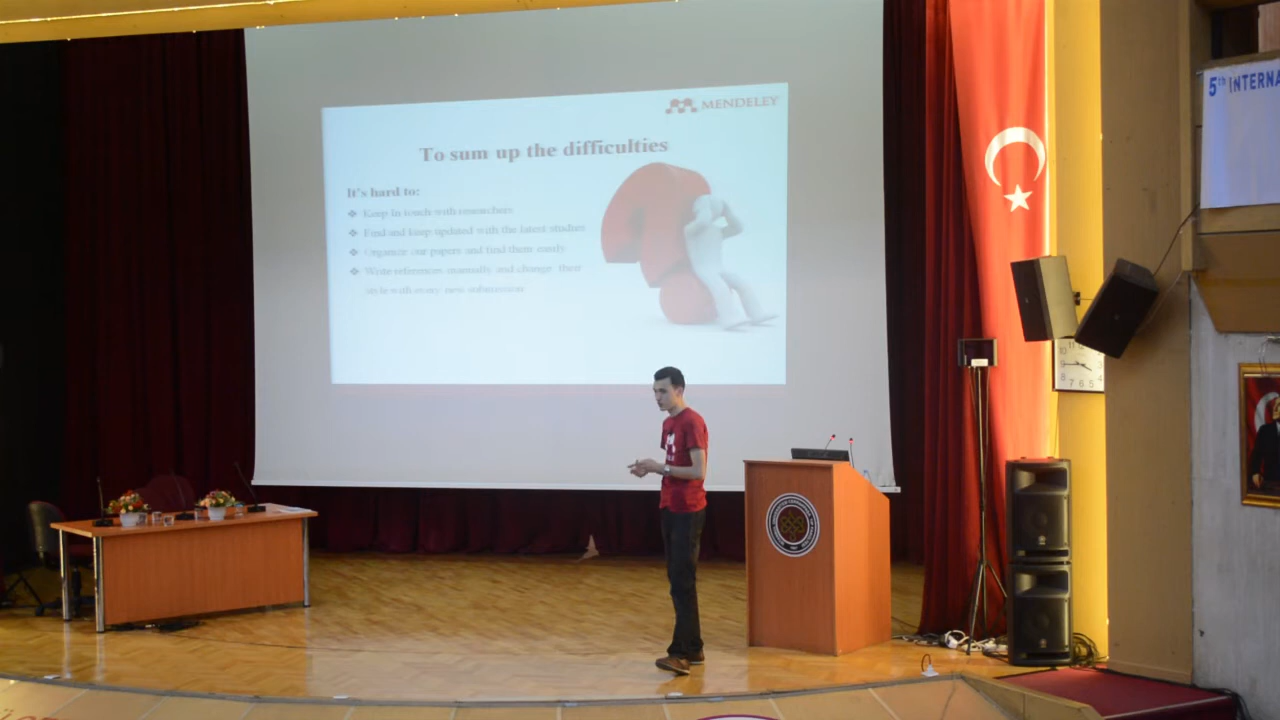 MENDELEY
To sum up the difficulties
It's hard to:
❖ Keep In touch with researchers
❖ Find and keep updated with the latest studies
❖ Organize our papers and find them easily
❖ Write references manually and change their
style with every new submission
5th INTERNA